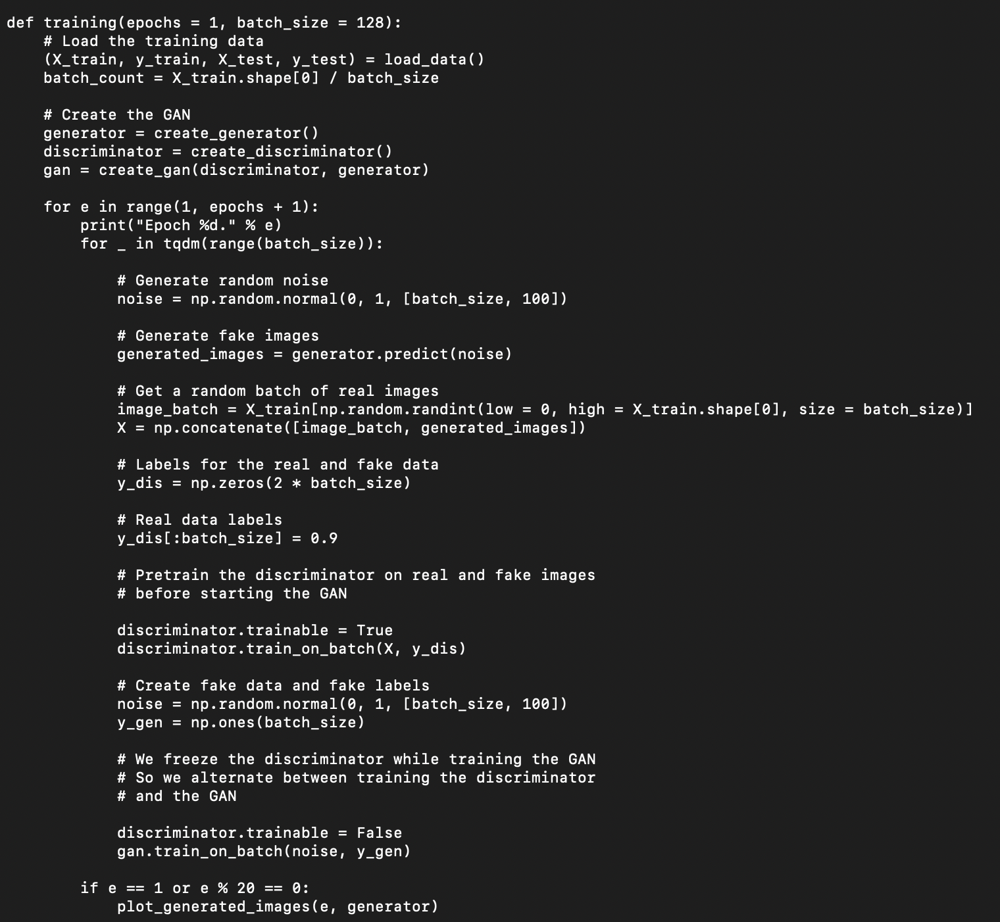 def training(epochs = 1, batch_size = 128):
    # Load the training data
    (X_train, y_train, X_test, y_test) = load_data()
    batch_count = X_train.shape[0] / batch_size

    # Create the GAN
    generator = create_generator()
    discriminator = create_discriminator()
    gan = create_gan(discriminator, generator)

    for e in range(1, epochs + 1):
        print("Epoch %d." % e)
        for _ in tqdm(range(batch_size)):

            # Generate random noise
            noise = np.random.normal(0, 1, [batch_size, 100])

            # Generate fake images
            generated_images = generator.predict(noise)

            # Get a random batch of real images
            image_batch = X_train[np.random.randint(low = 0, high = X_train.shape[0], size = batch_size)]
            X = np.concatenate([image_batch, generated_images])

            # Labels for the real and fake data
            y_dis = np.zeros(2 * batch_size)

            # Real data labels
            y_dis[:batch_size] = 0.9

            # Pretrain the discriminator on real and fake images
            # before starting the GAN

            discriminator.trainable = True
            discriminator.train_on_batch(X, y_dis)

            # Create fake data and fake labels
            noise = np.random.normal(0, 1, [batch_size, 100])
            y_gen = np.ones(batch_size)

            # We freeze the discriminator while training the GAN
            # So we alternate between training the discriminator
            # and the GAN

            discriminator.trainable = False
            gan.train_on_batch(noise, y_gen)

        if e == 1 or e % 20 == 0:
            plot_generated_images(e, generator)